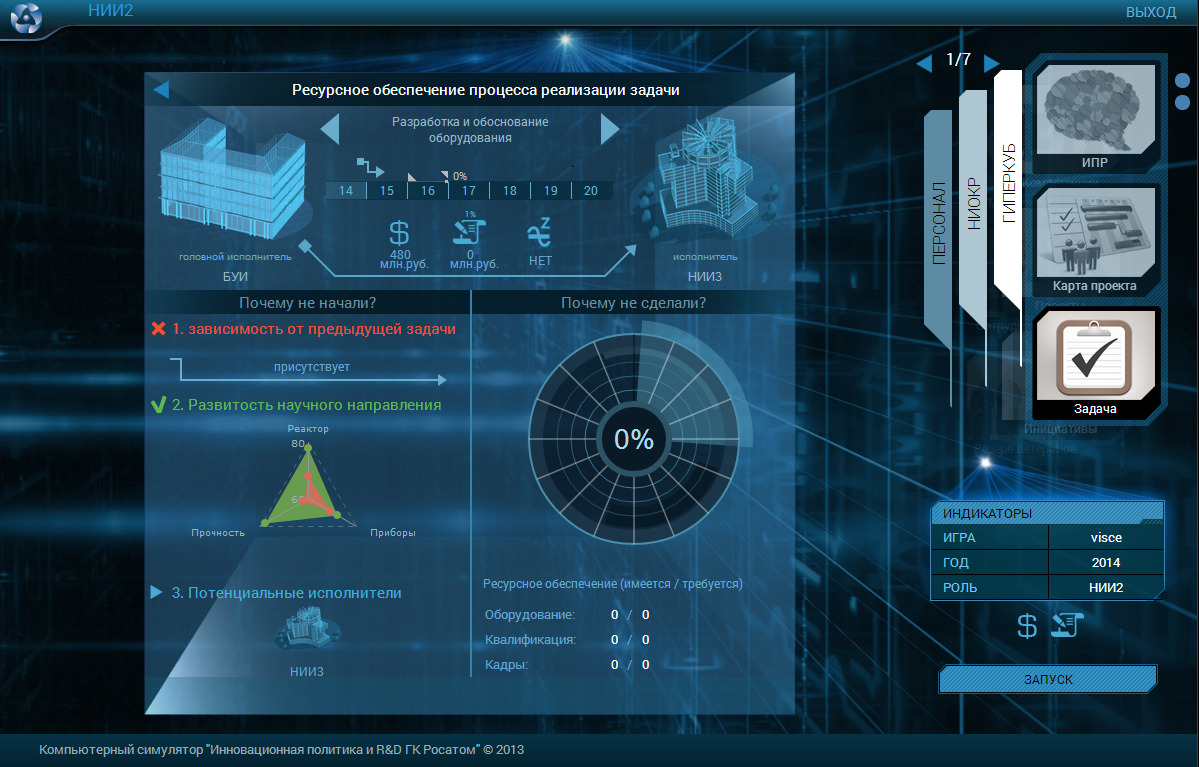 НИИ2
ВЫХОД
Ресурсное обеспечение процесса реализации задачи
Разработка и обоснование
оборудования
0%
14 15 16 17 18 19 20
1%
480
млн.руб.
0
млн.руб.
НЕТ
головной исполнитель
БУИ
исполнитель
НИИ3
Почему не начали?
1. зависимость от предыдущей задачи
присутствует
2. Развитость научного направления
Реактор
80
Прочность
Приборы
3. Потенциальные исполнители
НИИ3
Почему не сделали?
0%
Ресурсное обеспечение (имеется / требуется)
Оборудование: 0 / 0
Квалификация: 0 / 0
Кадры: 0 / 0
1/7
ПЕРСОНАЛ
НИОКР
ГИПЕРКУБ
ИПР
Карта проекта
Задача
Инициативы
Резерв ветеранов
ИНДИКАТОРЫ
ИГРА visce
ГОД 2014
РОЛЬ НИИ2
ЗАПУСК
Компьютерный симулятор "Инновационная политика и R&D ГК Росатом" © 2013